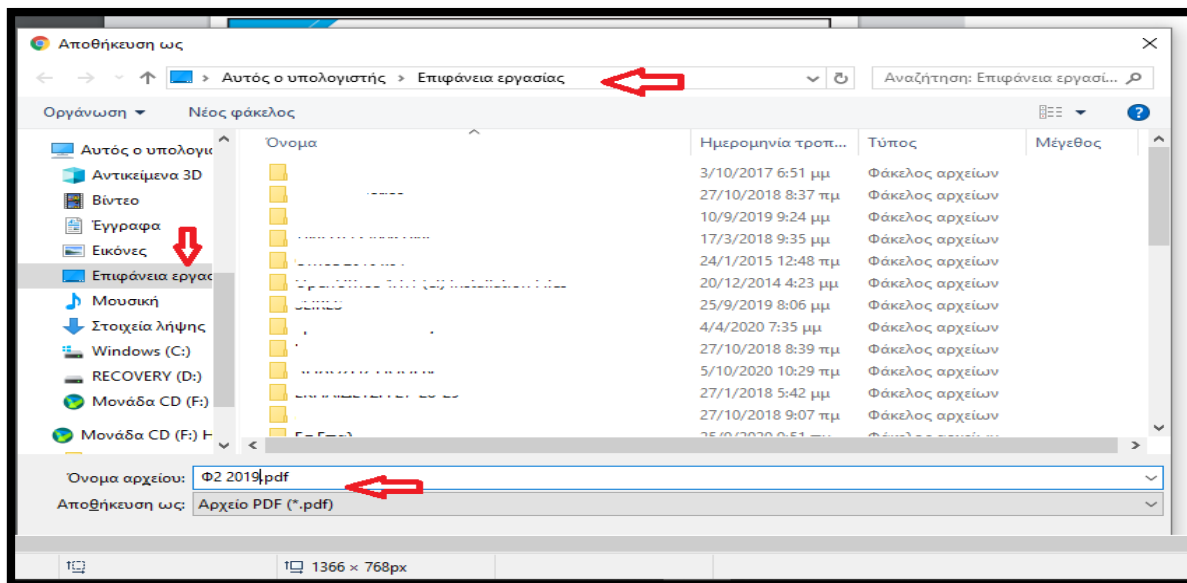 Αποθήκευση ως
Αυτός ο υπολογιστής > Επιφάνεια εργασίας
Αναζήτηση: Επιφάνεια εργασί...
Οργάνωση Νέος φάκελος
Όνομα Ημερομηνία τροπ... Τύπος Μέγεθος
Αυτός ο υπολογισ
Αντικείμενα 3D
Βίντεο
Έγγραφα
Εικόνες
Επιφάνεια εργασ
Μουσική
Στοιχεία λήψης
Windows (C:)
RECOVERY (D:)
Μονάδα CD (F:)
Μονάδα CD (F:) H
3/10/2017 6:51 μμ Φάκελος αρχείων
27/10/2018 8:37 πμ Φάκελος αρχείων
10/9/2019 9:24 μμ Φάκελος αρχείων
17/3/2018 9:35 μμ Φάκελος αρχείων
24/1/2015 12:48 πμ Φάκελος αρχείων
20/12/2014 4:23 μμ Φάκελος αρχείων
25/9/2019 8:06 μμ Φάκελος αρχείων
4/4/2020 7:35 μμ Φάκελος αρχείων
27/10/2018 8:39 πμ Φάκελος αρχείων
5/10/2020 10:29 πμ Φάκελος αρχείων
27/1/2018 5:42 μμ Φάκελος αρχείων
27/10/2018 9:07 πμ Φάκελος αρχείων
Όνομα αρχείου: Φ2 2019.pdf
Αποθήκευση ως: Αρχείο PDF (*.pdf)
1366 × 768px